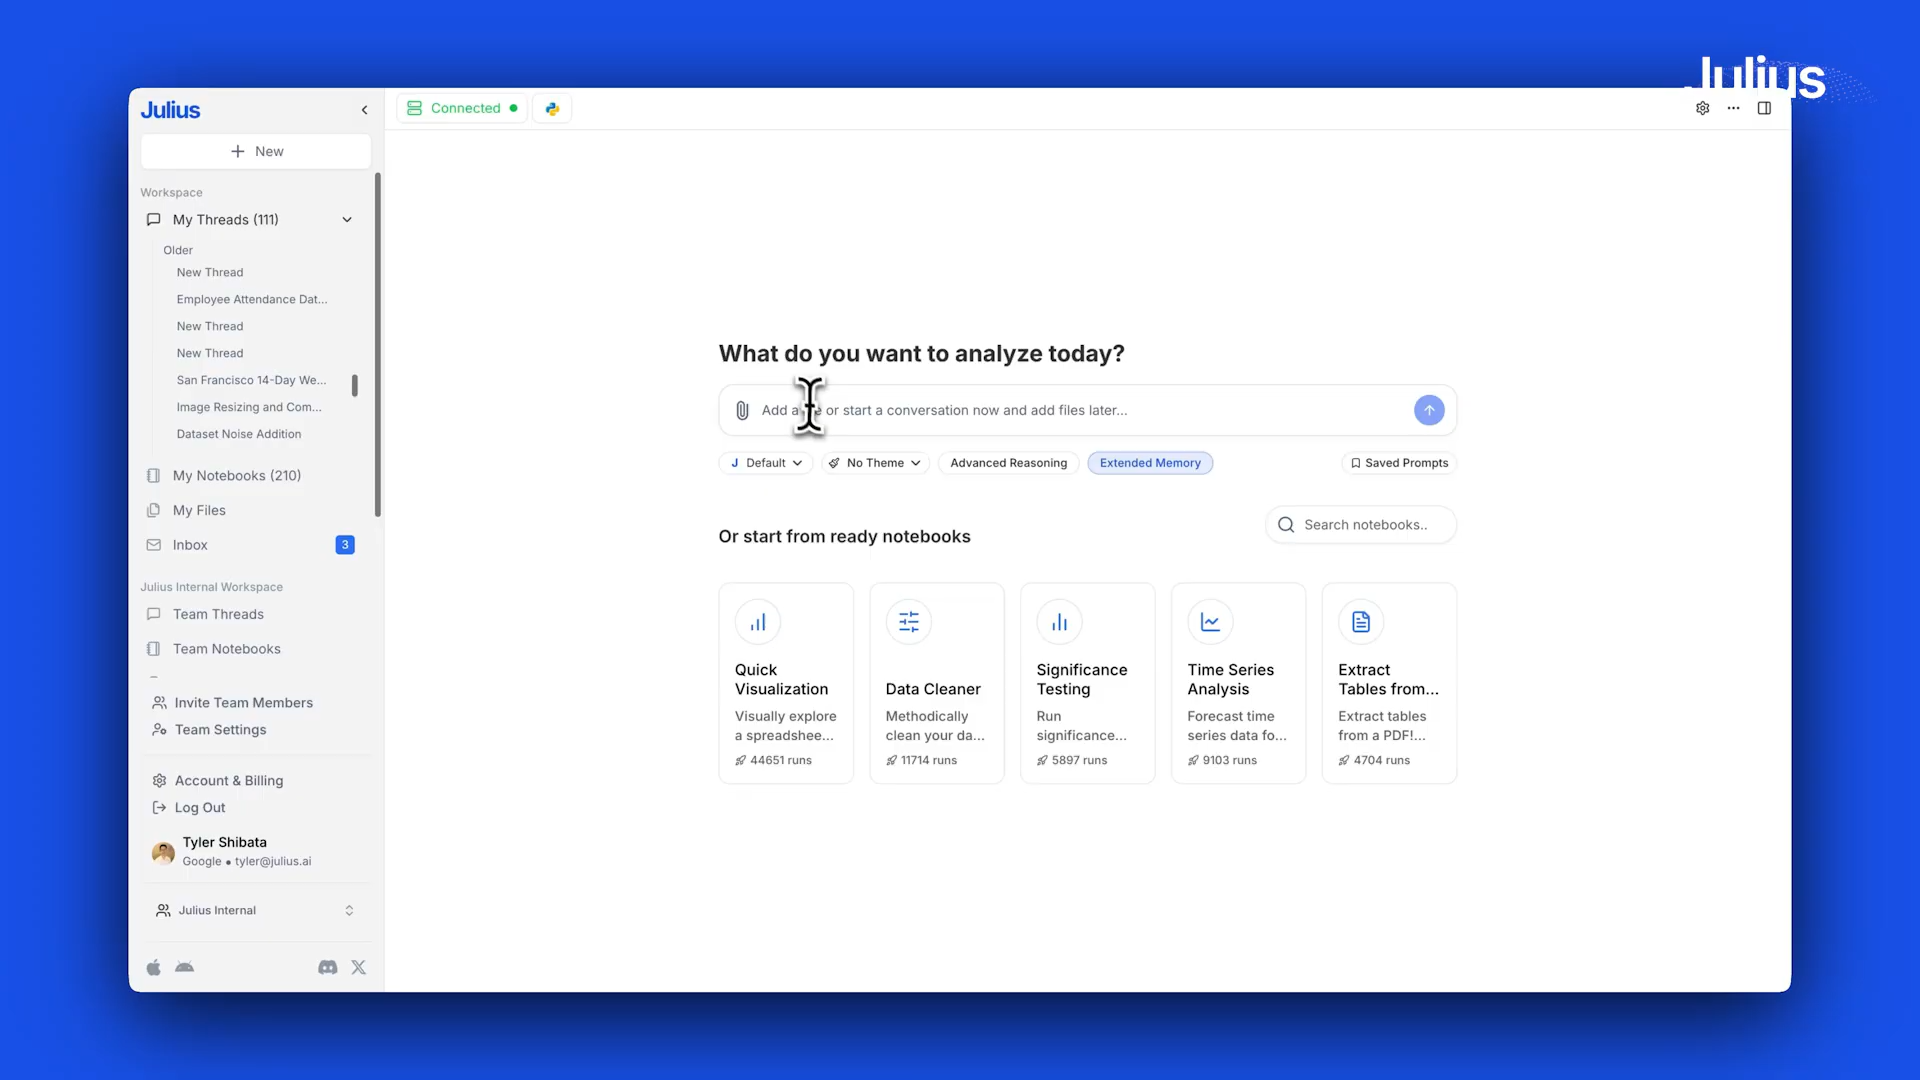 Julius
Julius
Connected
New
Workspace
My Threads (111)
Older
New Thread
Employee Attendance Dat...
New Thread
New Thread
San Francisco 14-Day We...
Image Resizing and Com...
Dataset Noise Addition
My Notebooks (210)
My Files
Inbox
3
Julius Internal Workspace
Team Threads
Team Notebooks
Invite Team Members
Team Settings
Account & Billing
Log Out
Tyler Shibata
Google • tyler@julius.ai
Julius Internal
What do you want to analyze today?
Add a or start a conversation now and add files later...
J Default
No Theme
Advanced Reasoning
Extended Memory
Saved Prompts
Or start from ready notebooks
Search notebooks..
Quick
Visualization
Visually explore
a spreadshee...
44651 runs
Data Cleaner
Methodically
clean your da...
11714 runs
Significance
Testing
Run
significance...
5897 runs
Time Series
Analysis
Forecast time
series data fo...
9103 runs
Extract
Tables from...
Extract tables
from a PDF!...
4704 runs